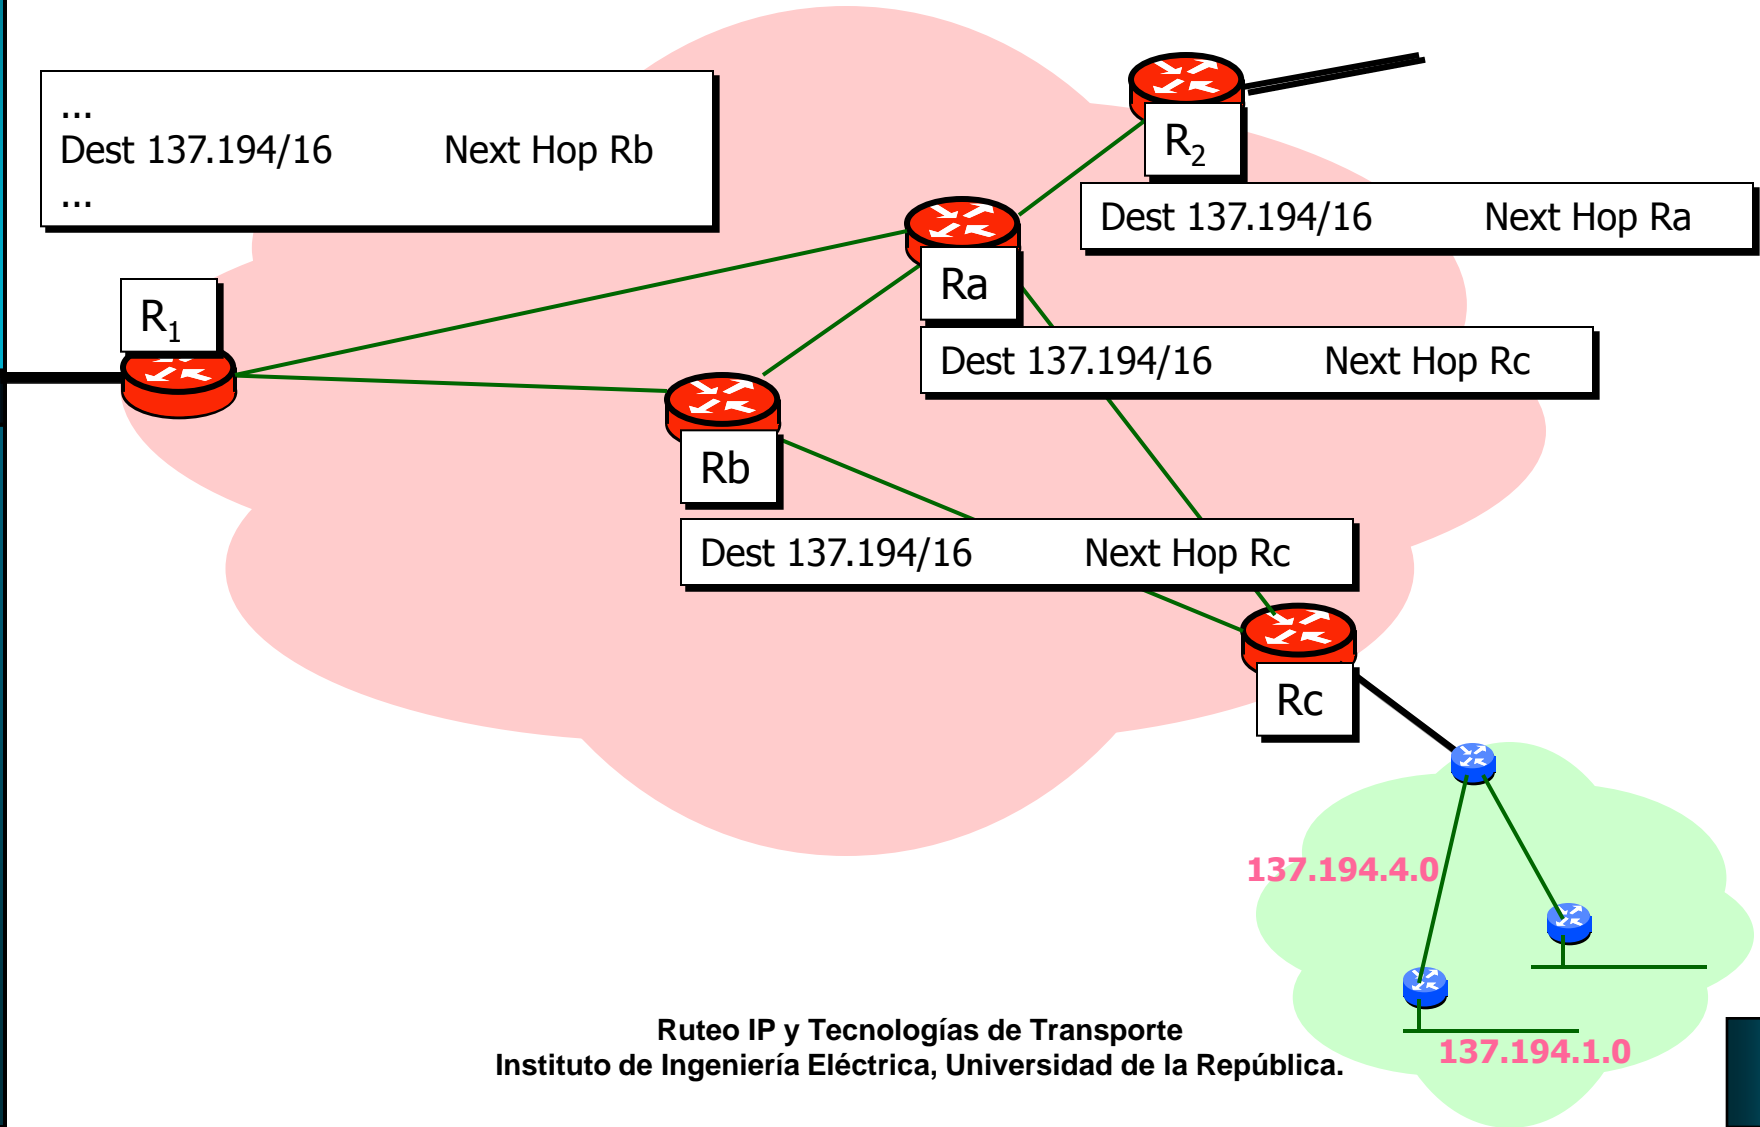 ...
Dest 137.194/16 Next Hop Rb
...
R2
Dest 137.194/16 Next Hop Ra
Ra
R1
Dest 137.194/16 Next Hop Rc
Rb
Dest 137.194/16 Next Hop Rc
Rc
137.194.4.0
137.194.1.0
Ruteo IP y Tecnologías de Transporte
Instituto de Ingeniería Eléctrica, Universidad de la República.